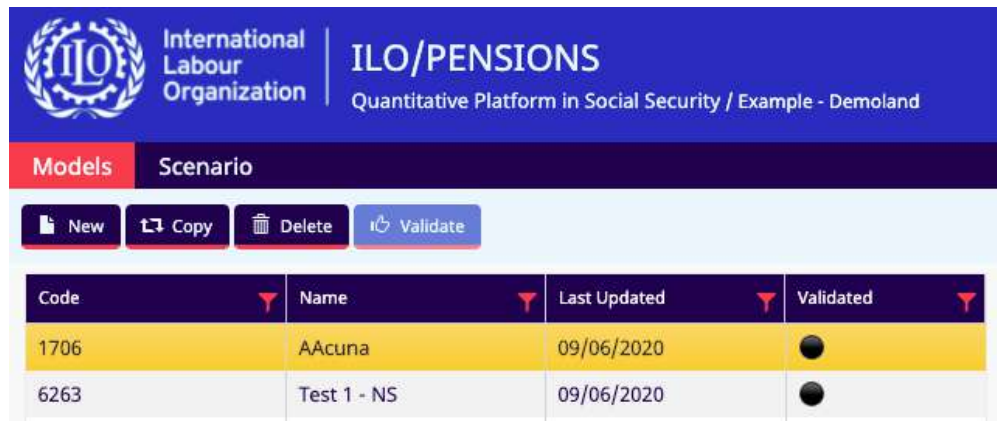 ILO
International
Labour
Organization
ILO/PENSIONS
Quantitative Platform in Social Security / Example - Demoland
Models Scenario
New Copy Delete Validate
Code Name Last Updated Validated
1706 AAcuna 09/06/2020
6263 Test 1 - NS 09/06/2020